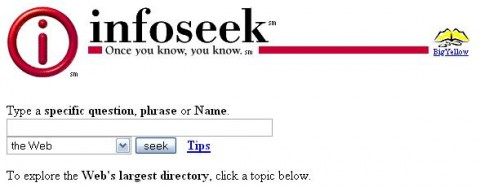 infoseek SM
Once you know, you know. SM
SM
BigYellow
Type a specific question, phrase or Name.
the Web seek Tips
To explore the Web's largest directory, click a topic below.